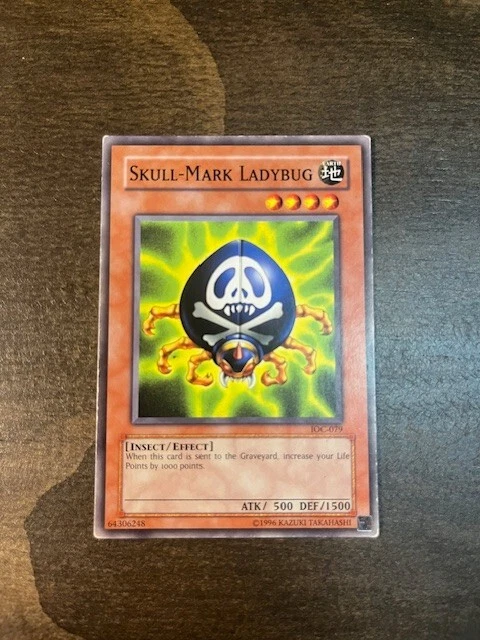 SKULL-MARK LADYBUG
EARTH
地
IOC-079
[INSECT/EFFECT]
When this card is sent to the Graveyard, increase your Life
Points by 1000 points.
ATK/ 500 DEF/1500
64306248
©1996 KAZUKI TAKAHASHI